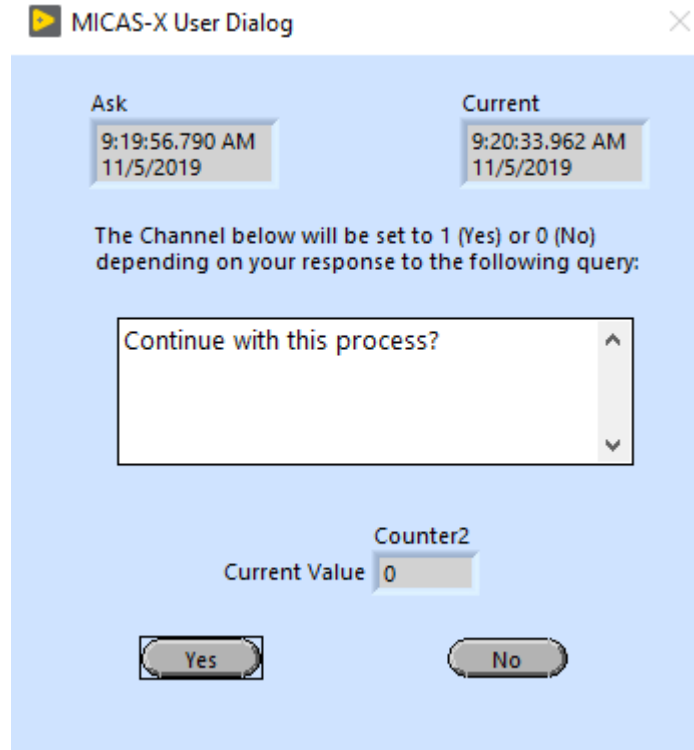 MICAS-X User Dialog
Ask
Current
9:19:56.790 AM
11/5/2019
9:20:33.962 AM
11/5/2019
The Channel below will be set to 1 (Yes) or 0 (No)
depending on your response to the following query:
Continue with this process?
Counter2
Current Value 0
Yes
No